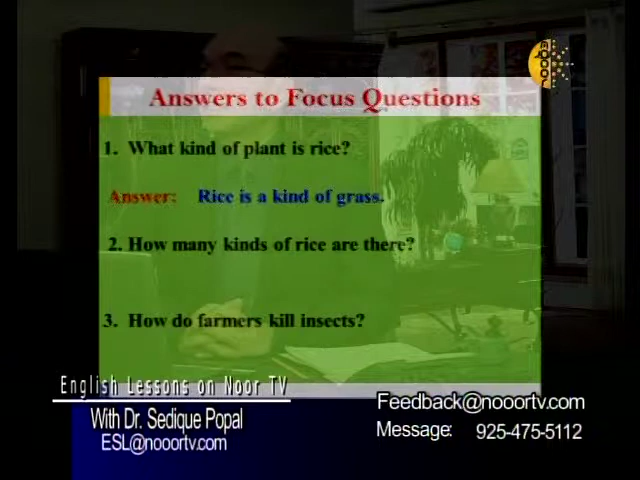 NOOR
Answers to Focus Questions
1. What kind of plant is rice?
Answer: Rice is a kind of grass.
2. How many kinds of rice are there?
3. How do farmers kill insects?
English Lessons on Noor TV
With Dr. Sedique Popal
ESL@nooortv.com
Feedback@nooortv.com
Message: 925-475-5112